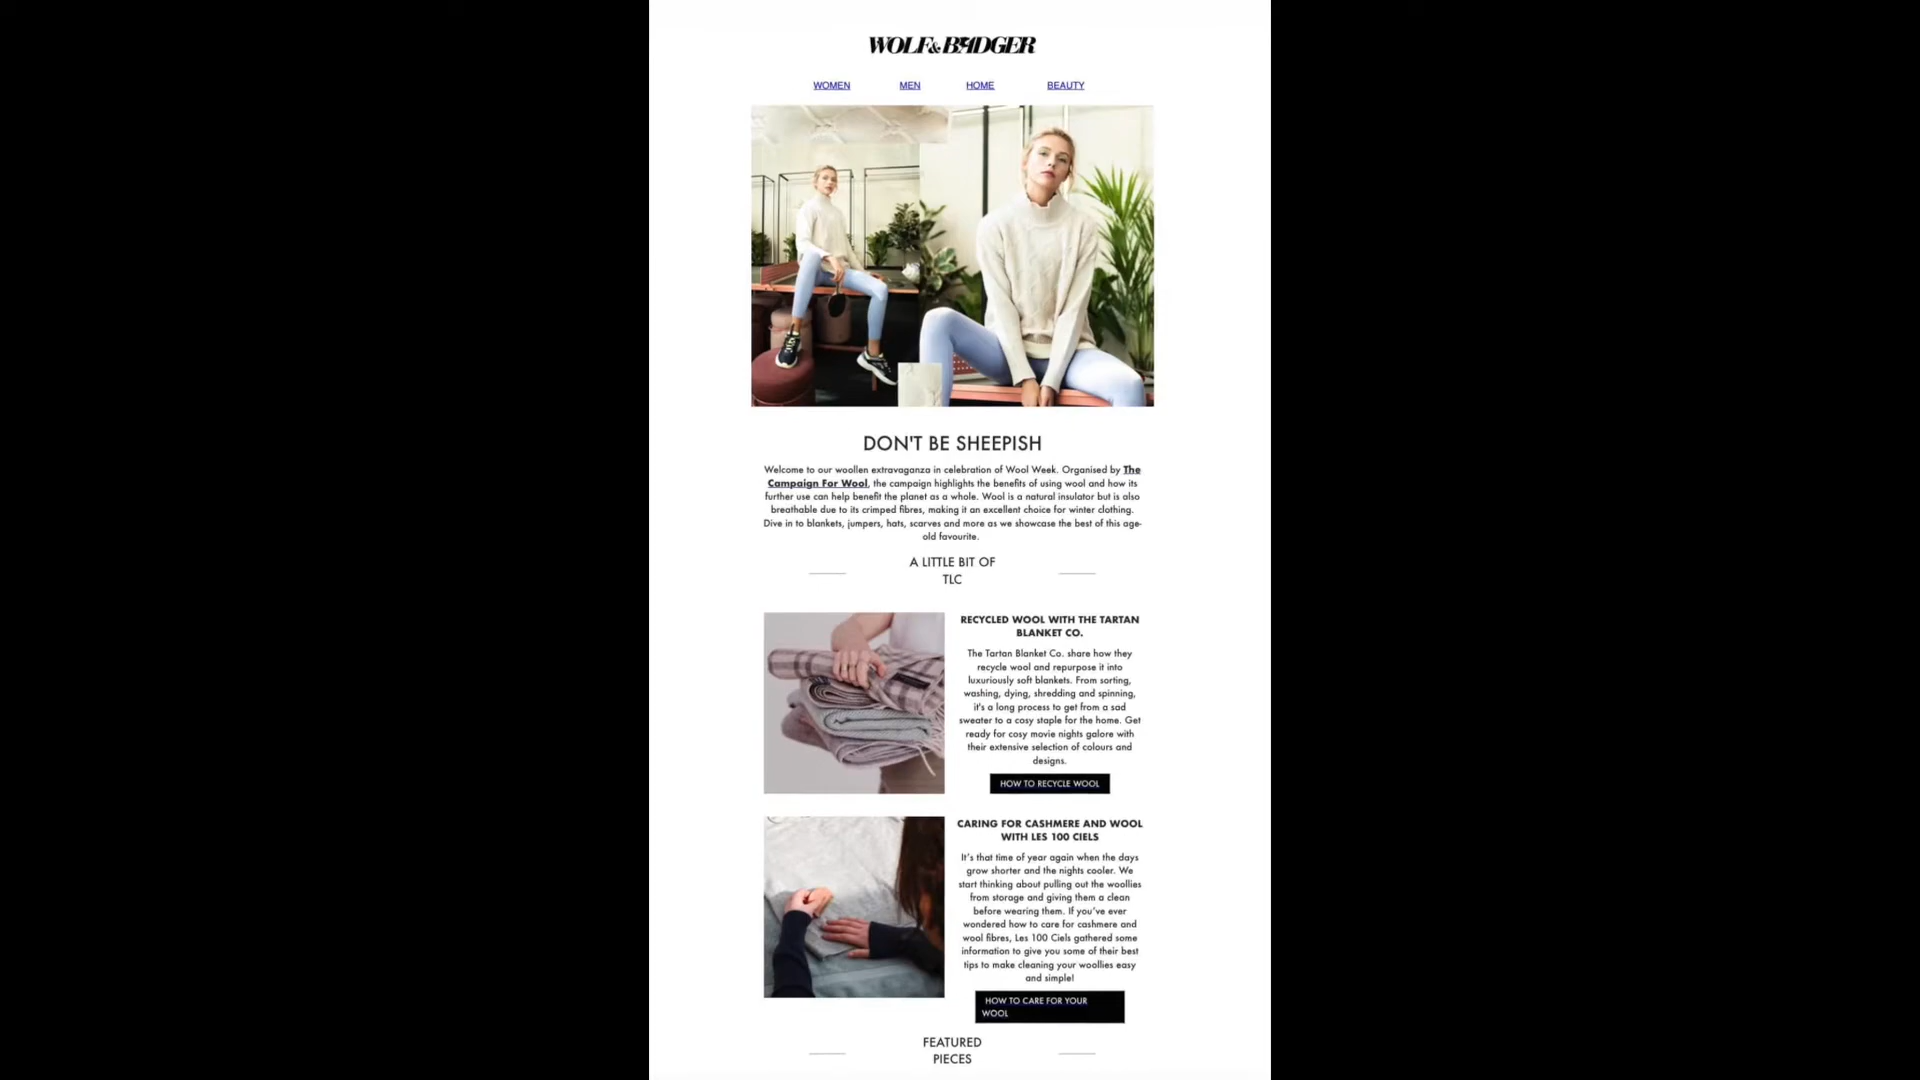 WOLF&BADGER
WOMEN
MEN
HOME
BEAUTY
DON'T BE SHEEPISH
Welcome to our woollen extravaganza in celebration of Wool Week. Organised by The
Campaign For Wool, the campaign highlights the benefits of using wool and how its
further use can help benefit the planet as a whole. Wool is a natural insulator but is also
breathable due to its crimped fibres, making it an excellent choice for winter clothing.
Dive in to blankets, jumpers, hats, scarves and more as we showcase the best of this age-
old favourite.
A LITTLE BIT OF
TLC
RECYCLED WOOL WITH THE TARTAN
BLANKET CO.
The Tartan Blanket Co. share how they
recycle wool and repurpose it into
luxuriously soft blankets. From sorting,
washing, dying, shredding and spinning,
it's a long process to get from a sad
sweater to a cosy staple for the home. Get
ready for cosy movie nights galore with
their extensive selection of colours and
designs.
HOW TO RECYCLE WOOL
CARING FOR CASHMERE AND WOOL
WITH LES 100 CIELS
It's that time of year again when the days
grow shorter and the nights cooler. We
start thinking about pulling out the woollies
from storage and giving them a clean
before wearing them. If you've ever
wondered how to care for cashmere and
wool fibres, Les 100 Ciels gathered some
information to give you some of their best
tips to make cleaning your woollies easy
and simple!
HOW TO CARE FOR YOUR
WOOL
FEATURED
PIECES